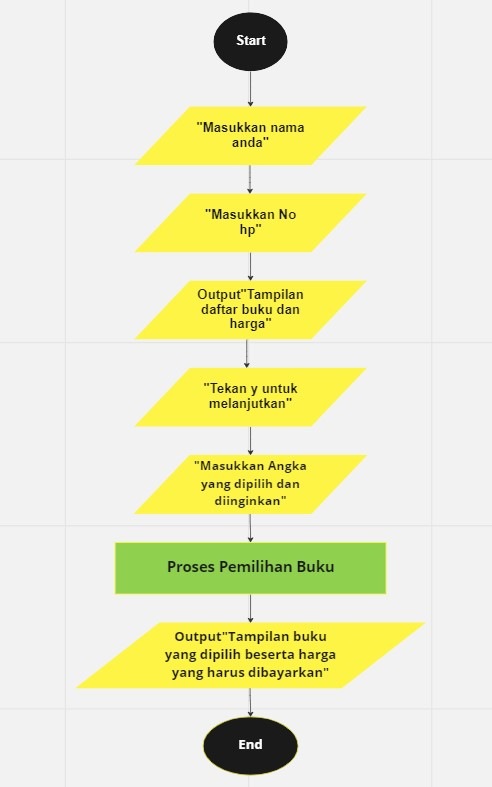 Start
"Masukkan nama
anda"
"Masukkan No
hp"
Output"Tampilan
daftar buku dan
harga"
"Tekan y untuk
melanjutkan"
"Masukkan Angka
yang dipilih dan
diinginkan"
Proses Pemilihan Buku
Output"Tampilan buku
yang dipilih beserta harga
yang harus dibayarkan"
End